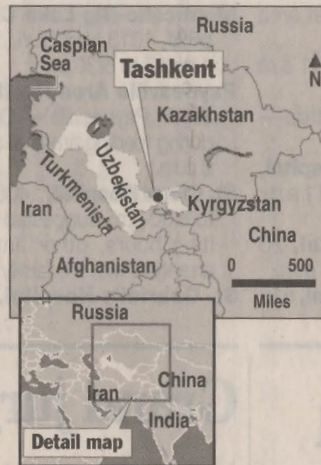 Russia
Caspian
Sea
Tashkent
N
Kazakhstan
Uzbekistan
Turkmenista
Iran
Kyrgyzstan
China
Afghanistan
0 500
Miles
Russia
Iran
China
India
Detail map